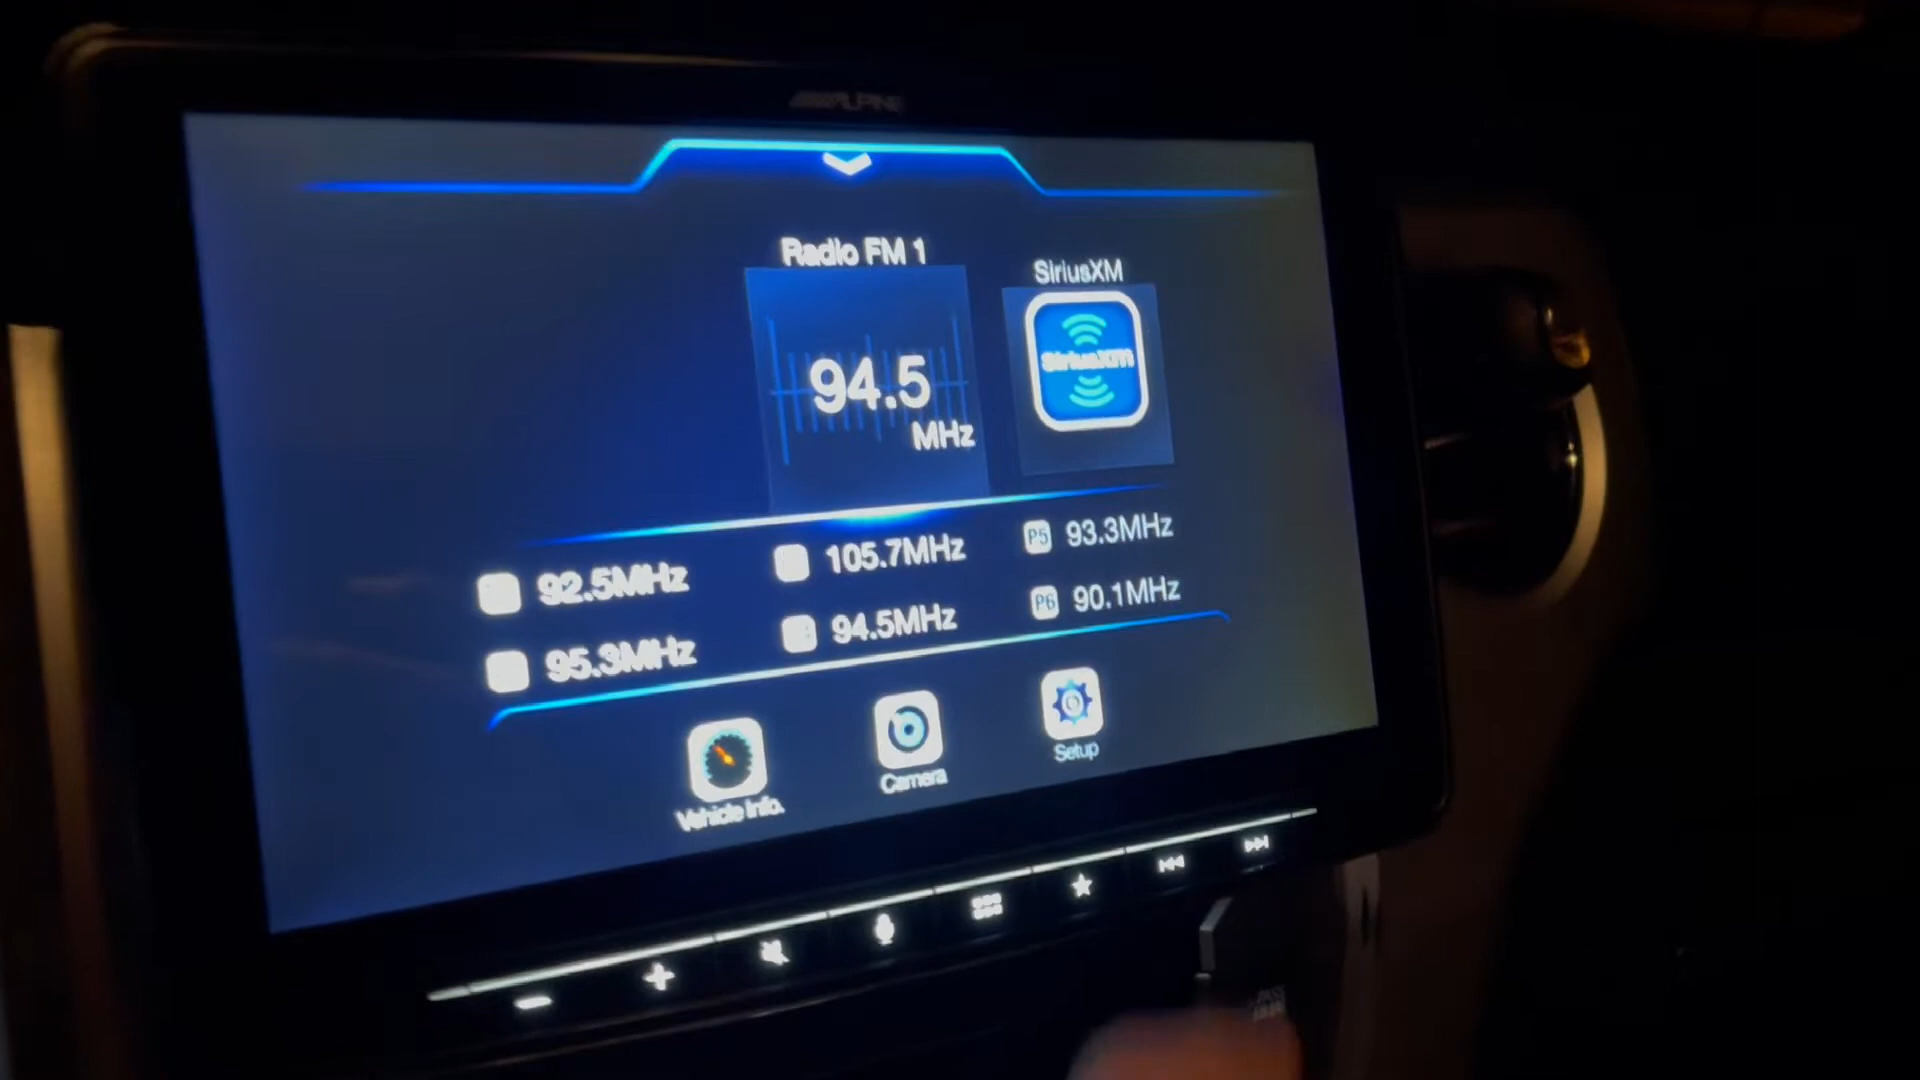 ALPINE
Radio FM 1
SiriusXM
SiriusXM
94.5
MHz
92.5MHz
105.7MHz
P5 93.3MHz
95.3MHz
94.5MHz
P6 90.1MHz
Vehicle Info.
Camera
Setup